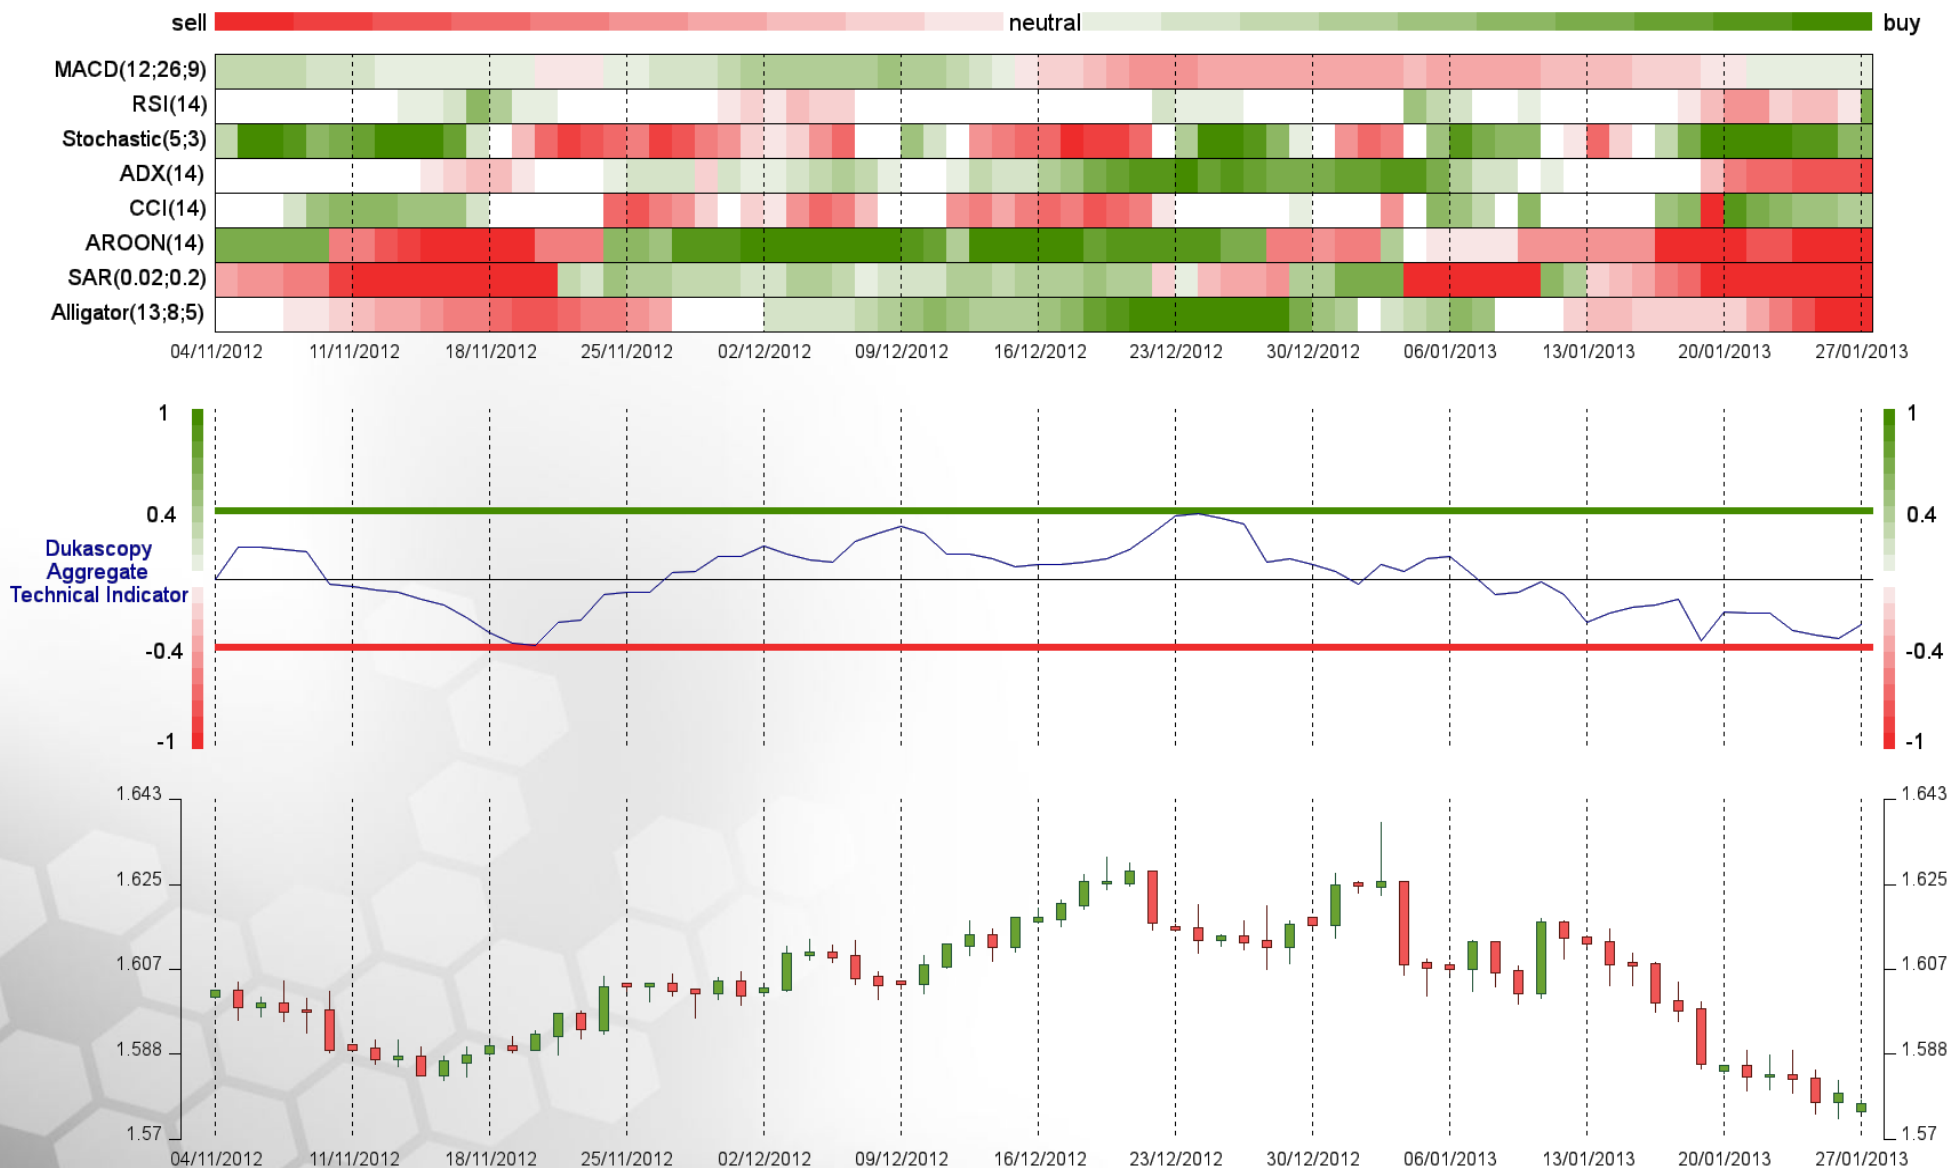 sell neutral buy
MACD(12;26;9)
RSI(14)
Stochastic(5;3)
ADX(14)
CCI(14)
AROON(14)
SAR(0.02;0.2)
Alligator(13;8;5)
04/11/2012 11/11/2012 18/11/2012 25/11/2012 02/12/2012 09/12/2012 16/12/2012 23/12/2012 30/12/2012 06/01/2013 13/01/2013 20/01/2013 27/01/2013
1 1
0.4 0.4
Dukascopy
Aggregate
Technical Indicator
-0.4 -0.4
-1 -1
1.643 1.643
1.625 1.625
1.607 1.607
1.588 1.588
1.57 1.57
04/11/2012 11/11/2012 18/11/2012 25/11/2012 02/12/2012 09/12/2012 16/12/2012 23/12/2012 30/12/2012 06/01/2013 13/01/2013 20/01/2013 27/01/2013